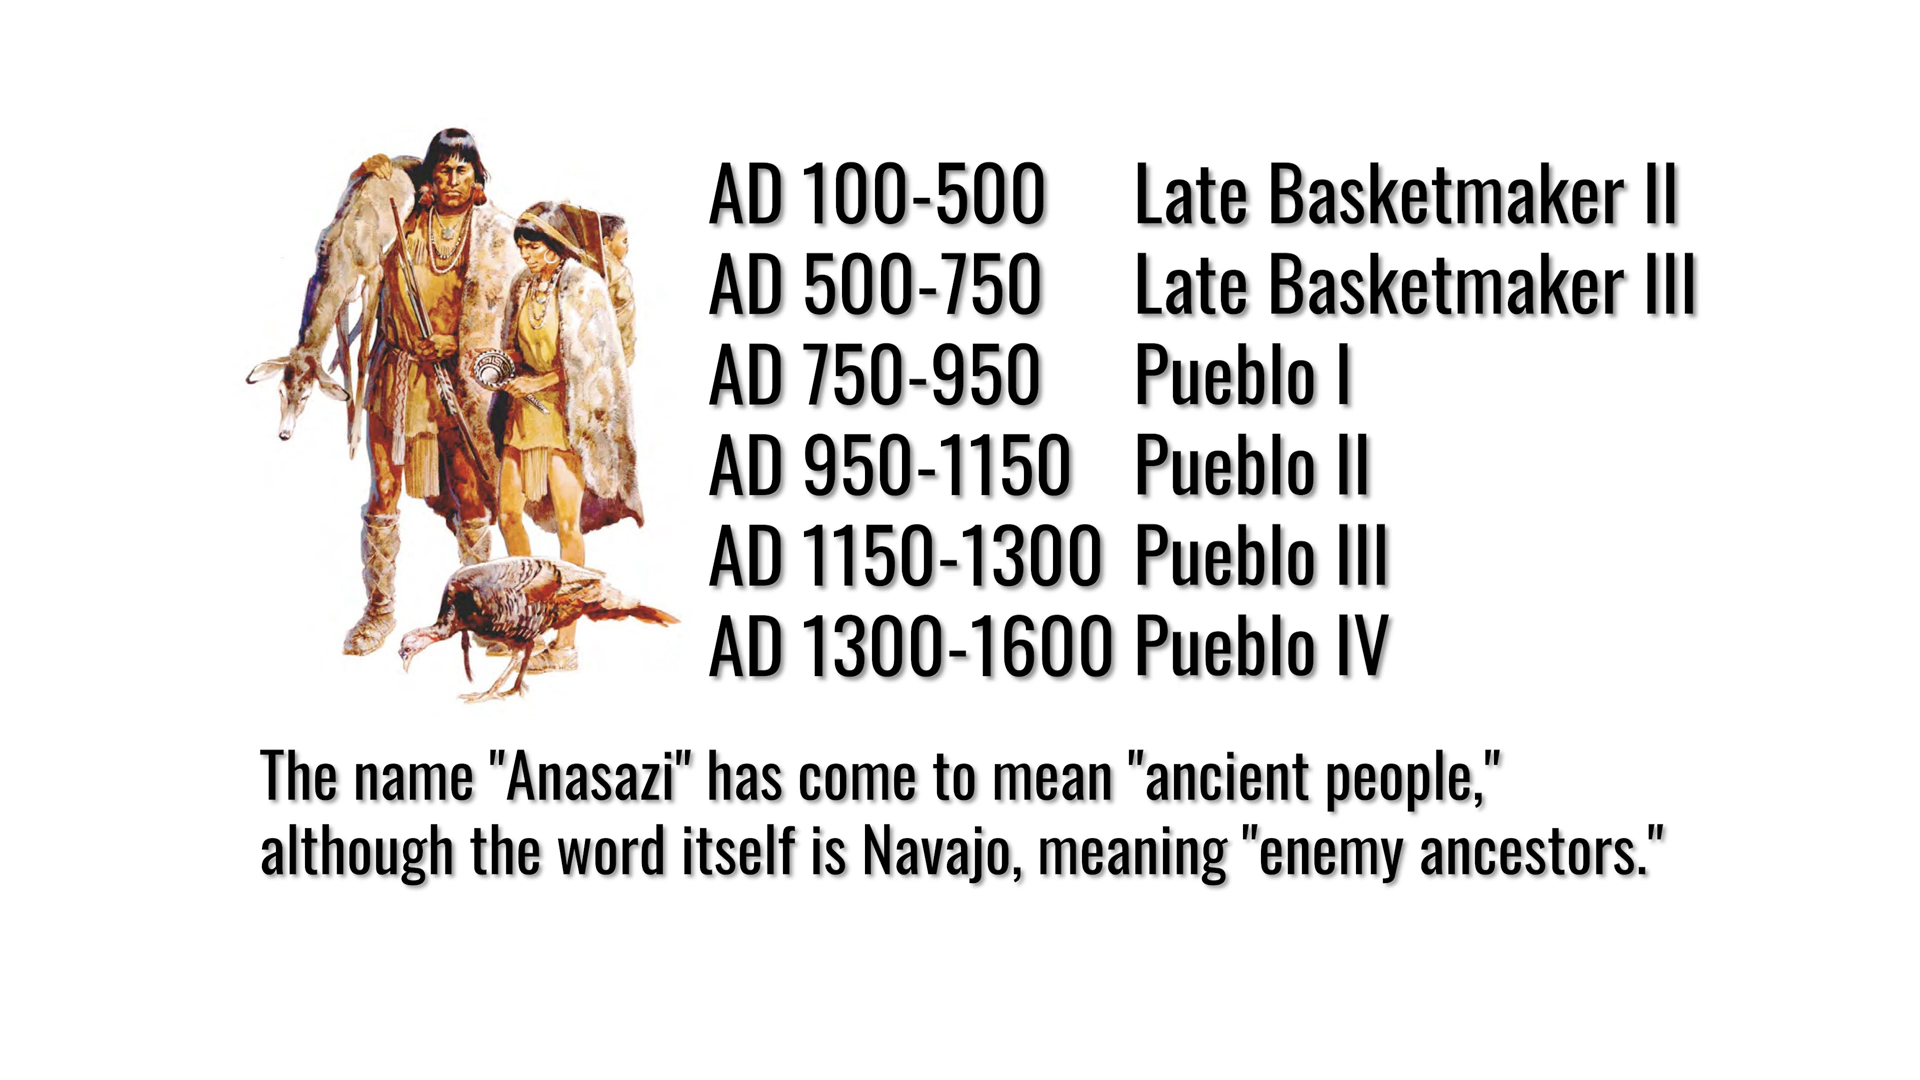 AD 100-500 Late Basketmaker II
AD 500-750 Late Basketmaker III
AD 750-950 Pueblo I
AD 950-1150 Pueblo II
AD 1150-1300 Pueblo III
AD 1300-1600 Pueblo IV
The name "Anasazi" has come to mean "ancient people,"
although the word itself is Navajo, meaning "enemy ancestors."